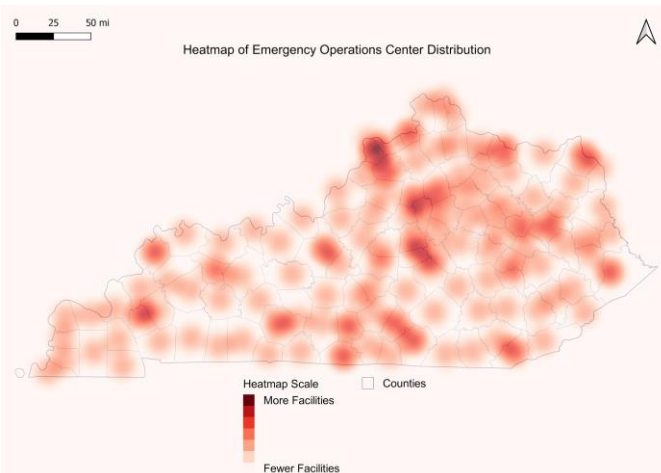 0 25 50 mi
Heatmap of Emergency Operations Center Distribution
Heatmap Scale
More Facilities
Fewer Facilities
Counties